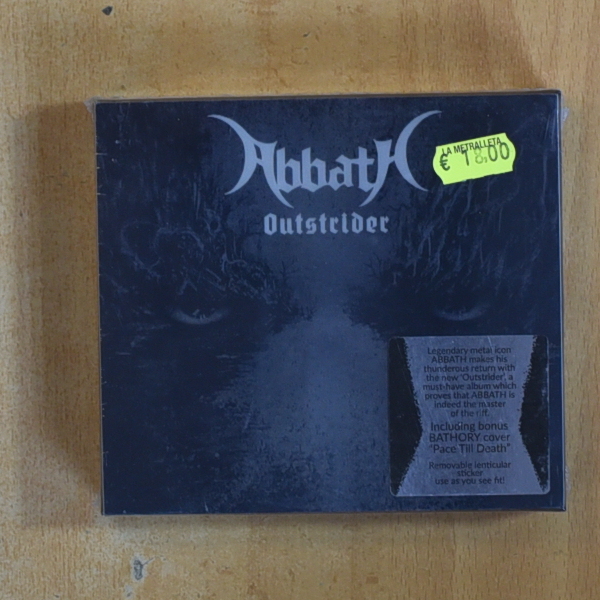 Abbath
Outstrider
LA METRALLETA
€ 18,00
Legendary metal icon
ABBATH makes his
thunderous return with
the new 'Outstrider', a
must-have album which
proves that ABBATH is
indeed the master
of the riff.
Including bonus
BATHORY cover
"Pace Till Death"
Removable lenticular
sticker
use as you see fit!